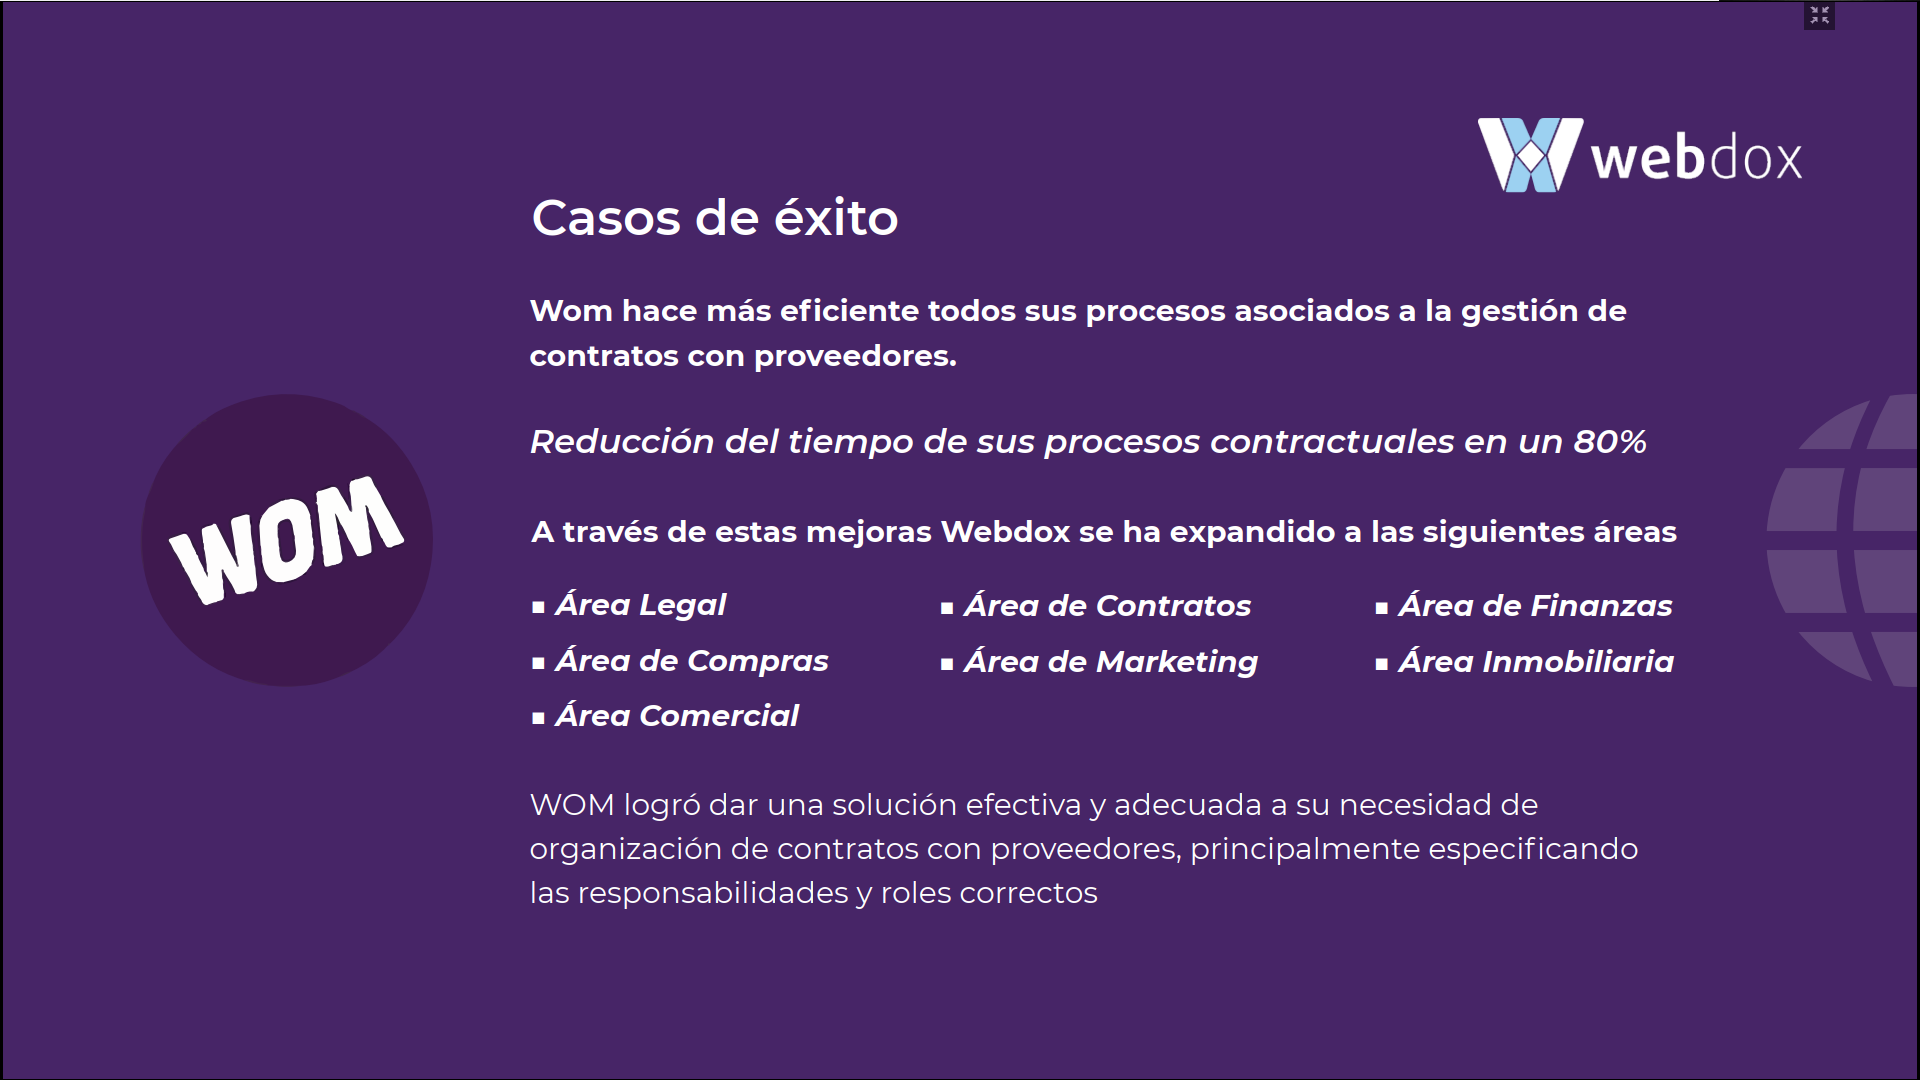 webdox
Casos de éxito
Wom hace más eficiente todos sus procesos asociados a la gestión de
contratos con proveedores.
Reducción del tiempo de sus procesos contractuales en un 80%
WOM
A través de estas mejoras Webdox se ha expandido a las siguientes áreas
▪ Área Legal
▪ Área de Compras
▪ Área Comercial
▪ Área de Contratos
▪ Área de Marketing
▪ Área de Finanzas
▪ Área Inmobiliaria
WOM logró dar una solución efectiva y adecuada a su necesidad de
organización de contratos con proveedores, principalmente especificando
las responsabilidades y roles correctos